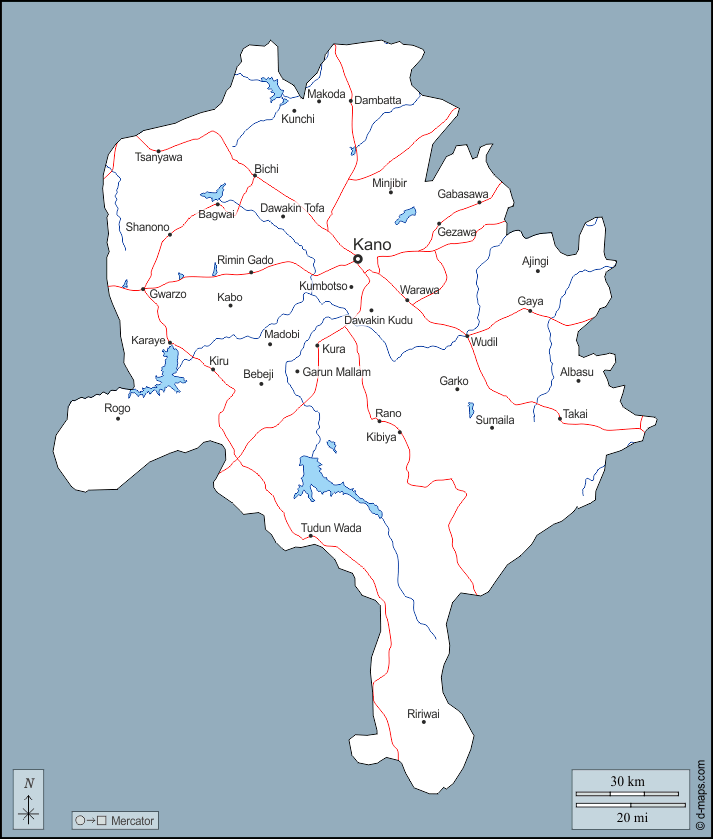 Makoda
Dambatta
Kunchi
Tsanyawa
Bichi
Minjibir
Gabasawa
Bagwai
Dawakin Tofa
Shanono
Gezawa
Kano
Rimin Gado
Ajingi
Kumbotso
Warawa
Gwarzo
Kabo
Gaya
Dawakin Kudu
Karaye
Madobi
Kura
Wudil
Kiru
Bebeji
Garun Mallam
Garko
Albasu
Rogo
Rano
Kibiya
Sumaila
Takai
Tudun Wada
Ririwai
N
Mercator
30 km
20 mi
© d-maps.com